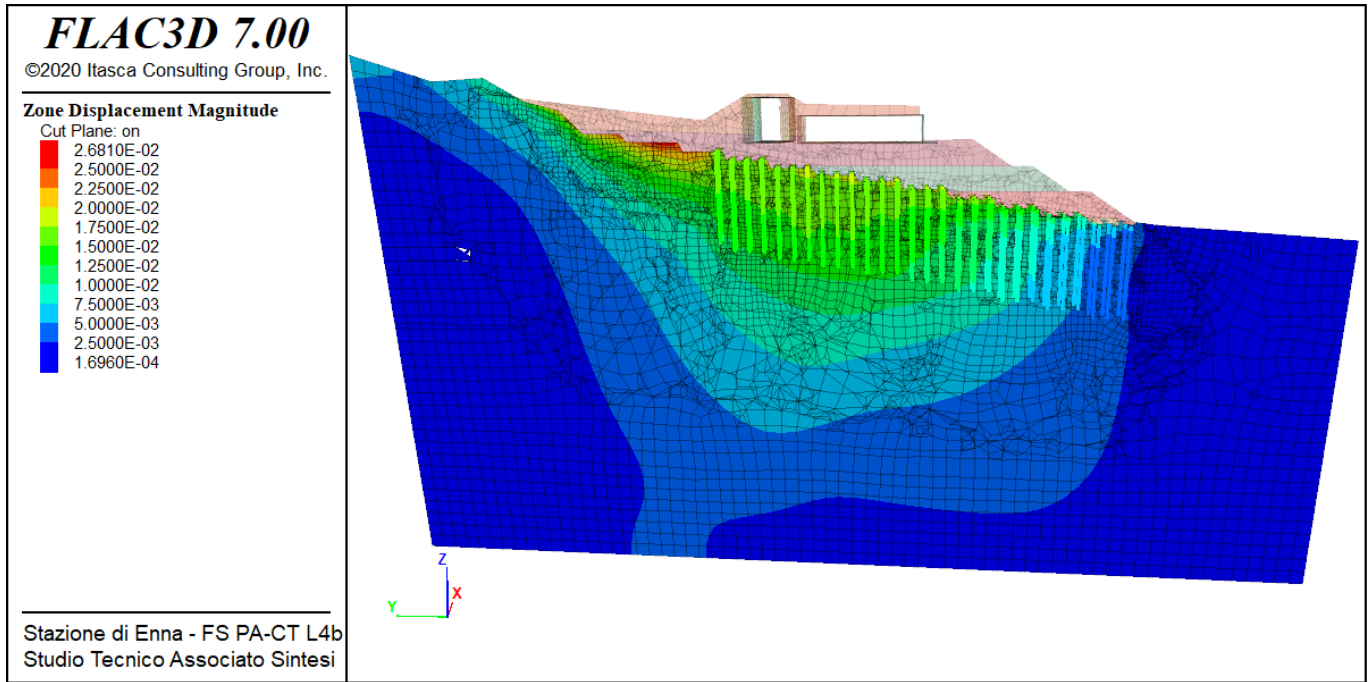 FLAC3D 7.00
©2020 Itasca Consulting Group, Inc.
Zone Displacement Magnitude
Cut Plane: on
2.6810E-02
2.5000E-02
2.2500E-02
2.0000E-02
1.7500E-02
1.5000E-02
1.2500E-02
1.0000E-02
7.5000E-03
5.0000E-03
2.5000E-03
1.6960E-04
Z
X
Y
Stazione di Enna - FS PA-CT L4b
Studio Tecnico Associato Sintesi